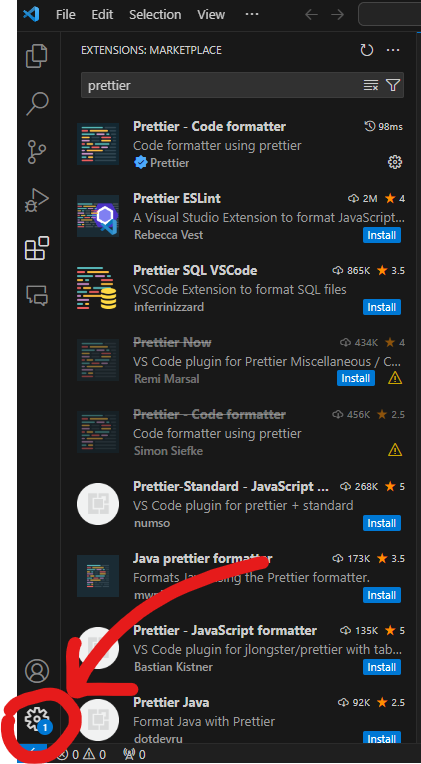 File Edit Selection View ...
EXTENSIONS: MARKETPLACE
prettier
Prettier - Code formatter 98ms
Code formatter using prettier
Prettier
Prettier ESLint 2M 4
A Visual Studio Extension to format JavaScript...
Rebecca Vest Install
Prettier SQL VSCode 865K 3.5
VSCode Extension to format SQL files
inferrinizzard Install
Prettier Now 434K 4
VS Code plugin for Prettier Miscellaneous / C...
Remi Marsal Install
Prettier - Code formatter 456K 2.5
Code formatter using prettier
Simon Siefke
Prettier-Standard - JavaScript ... 268K 5
VS Code plugin for prettier + standard
numso Install
Java prettier formatter 173K 3.5
Formats the Prettier formatter.
Install
Prettier - JavaScript formatter 135K 5
VS Code plugin for jlongster/prettier with tab...
Bastian Kistner Install
Prettier Java 92K 2.5
Format Java with Prettier
dotdevru Install
1
0 0 0